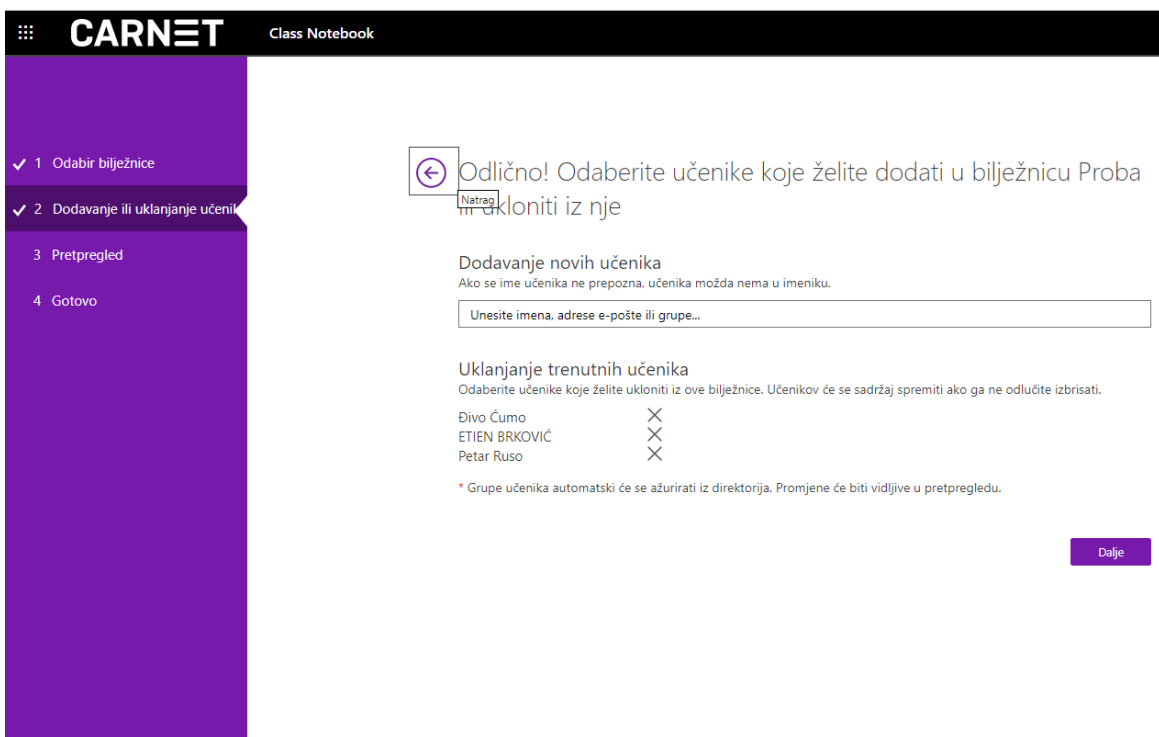 CARNET Class Notebook
1 Odabir bilježnice
2 Dodavanje ili uklanjanje učenik
3 Pretpregled
4 Gotovo
Odlično! Odaberite učenike koje želite dodati u bilježnicu Proba
ili ukloniti iz nje
Natrag
Dodavanje novih učenika
Ako se ime učenika ne prepozna, učenika možda nema u imeniku.
Unesite imena, adrese e-pošte ili grupe...
Uklanjanje trenutnih učenika
Odaberite učenike koje želite ukloniti iz ove bilježnice. Učenikov će se sadržaj spremiti ako ga ne odlučite izbrisati.
Đivo Ćumo
ETIEN BRKOVIĆ
Petar Ruso
* Grupe učenika automatski će se ažurirati iz direktorija. Promjene će biti vidljive u pretpregledu.
Dalje